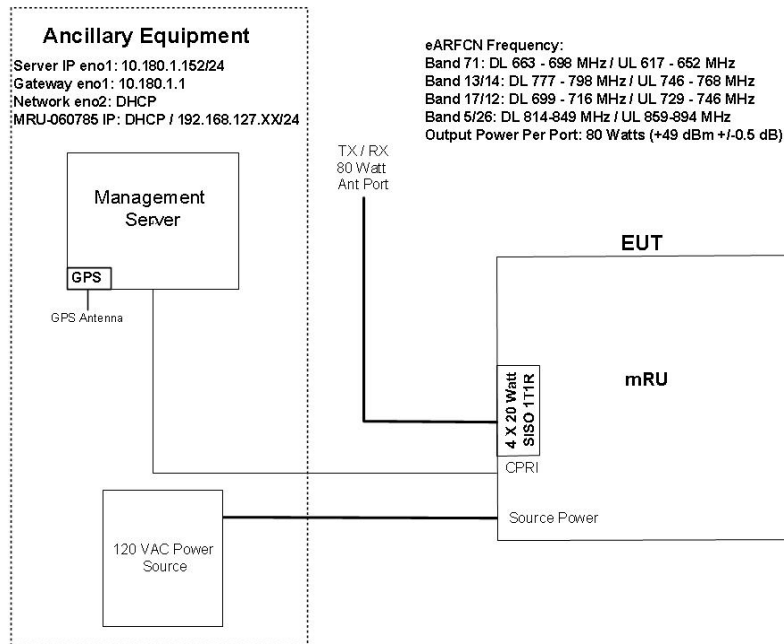 Ancillary Equipment
Server IP eno1: 10.180.1.152/24
Gateway eno1: 10.180.1.1
Network eno2: DHCP
MRU-060785 IP: DHCP / 192.168.127.XX/24
eARFCN Frequency:
Band 71: DL 663 - 698 MHz / UL 617 - 652 MHz
Band 13/14: DL 777 - 798 MHz / UL 746 - 768 MHz
Band 17/12: DL 699 - 716 MHz / UL 729 - 746 MHz
Band 5/26: DL 814-849 MHz / UL 859-894 MHz
Output Power Per Port: 80 Watts (+49 dBm +/-0.5 dB)
TX / RX
80 Watt
Ant Port
Management
Server
GPS
GPS Antenna
EUT
mRU
4 X 20 Watt
SISO 1T1R
CPRI
Source Power
120 VAC Power
Source